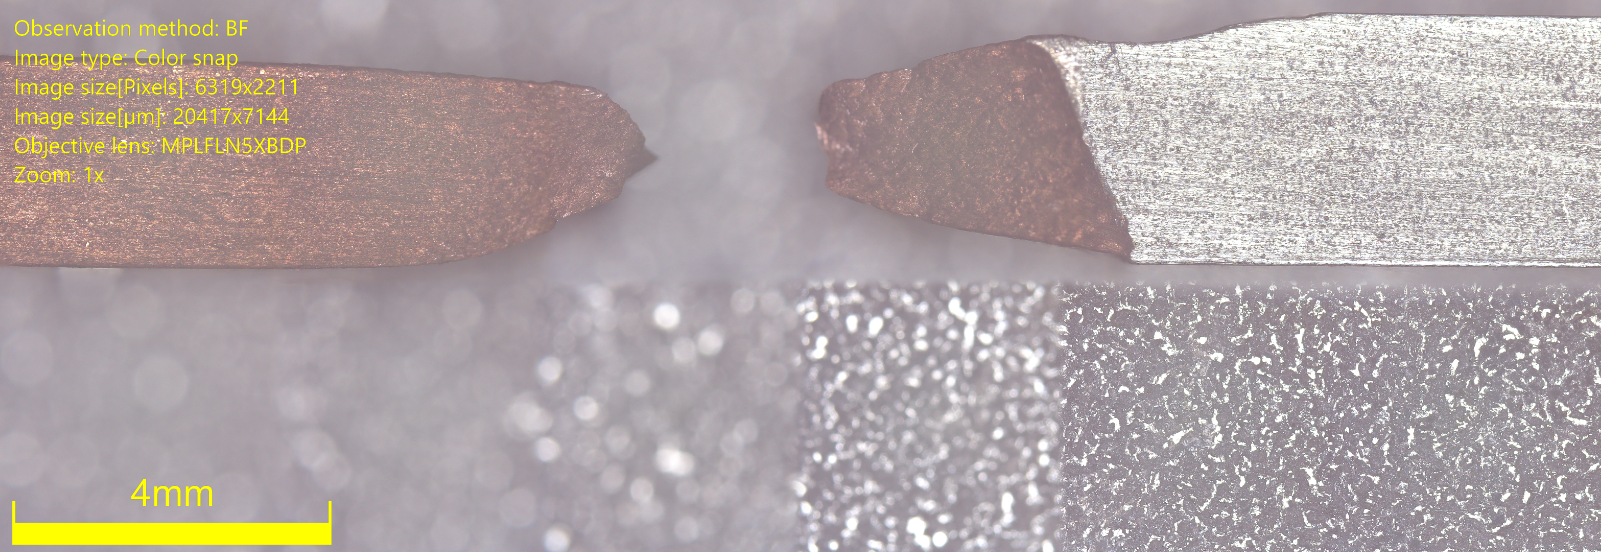 Observation method: BF
Image type: Color snap
Image size[Pixels]: 6319x2211
Image size[µm]: 20417x7144
Objective lens: MPLFLN5XBDP
Zoom: 1x
4mm